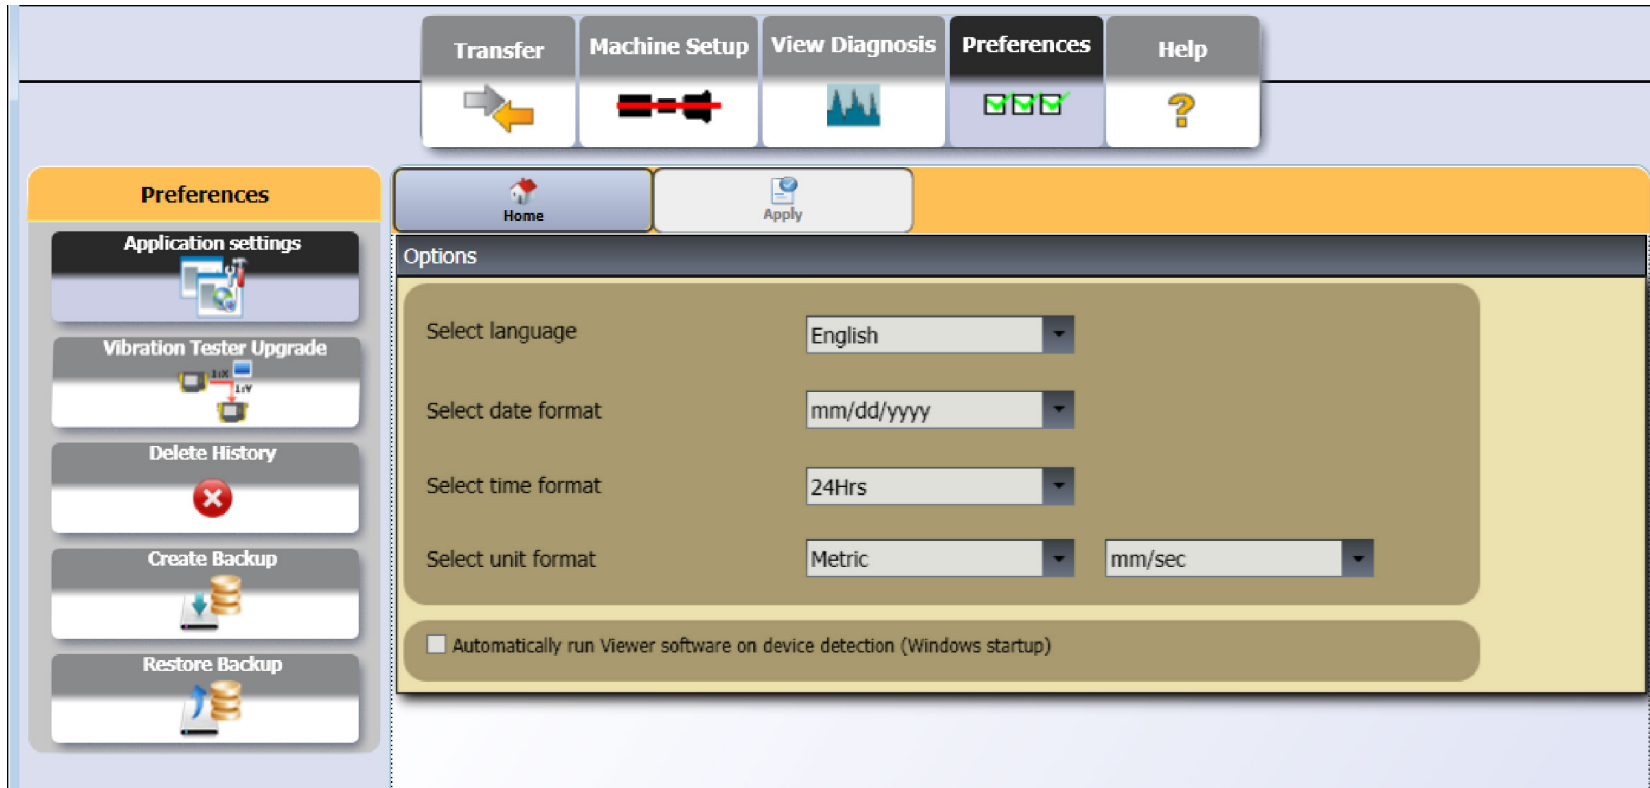 Transfer
Machine Setup
View Diagnosis
Preferences
Help
Preferences
Home
Apply
Application settings
Options
Vibration Tester Upgrade
1:X
1:V
Delete History
Create Backup
Restore Backup
Select language
English
Select date format
mm/dd/yyyy
Select time format
24Hrs
Select unit format
Metric
mm/sec
Automatically run Viewer software on device detection (Windows startup)